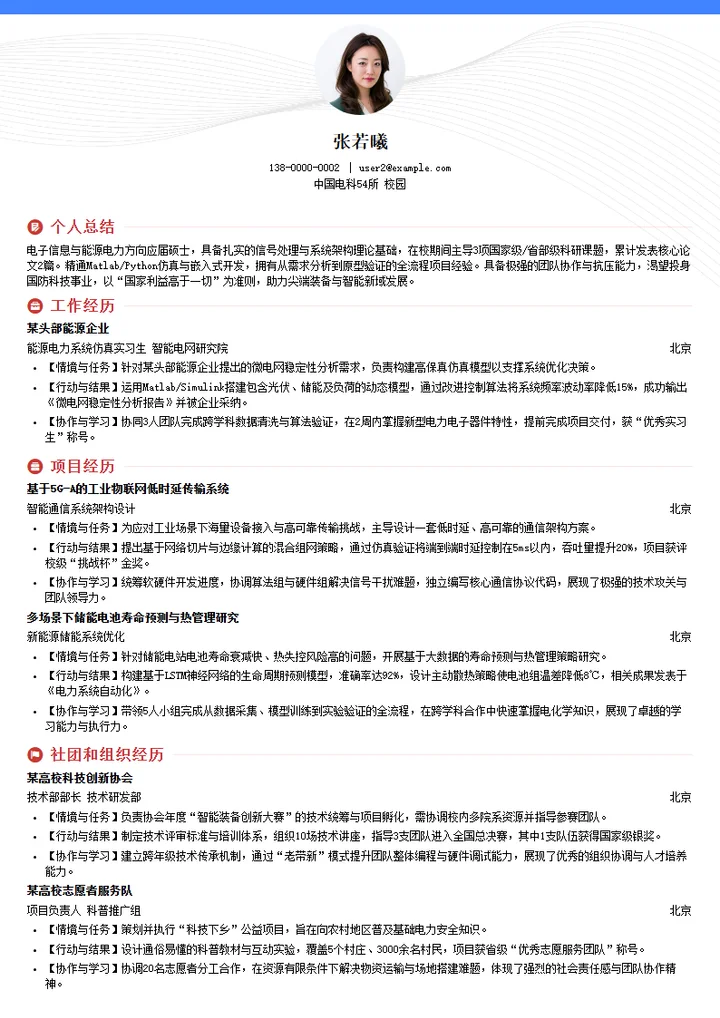 张若曦
138-0000-0002 | user2@example.com
中国电科54所 校园
个人总结
电子信息与能源电力方向应届硕士，具备扎实的信号处理与系统架构理论基础，在校期间主导3项国家级/省部级科研课题，累计发表核心论
文2篇。精通Matlab/Python仿真与嵌入式开发，拥有从需求分析到原型验证的全流程项目经验。具备极强的团队协作与抗压能力，渴望投身
国防科技事业，以“国家利益高于一切”为准则，助力尖端装备与智能新域发展。
工作经历
某头部能源企业
能源电力系统仿真实习生 智能电网研究院 北京
• 【情境与任务】针对某头部能源企业提出的微电网稳定性分析需求，负责构建高保真仿真模型以支撑系统优化决策。
• 【行动与结果】运用Matlab/Simulink搭建包含光伏、储能及负荷的动态模型，通过改进控制算法将系统频率波动率降低15%，成功输出
《微电网稳定性分析报告》并被企业采纳。
• 【协作与学习】协同3人团队完成跨学科数据清洗与算法验证，在2周内掌握新型电力电子器件特性，提前完成项目交付，获“优秀实习
生”称号。
项目经历
基于5G-A的工业物联网低时延传输系统
智能通信系统架构设计 北京
• 【情境与任务】为应对工业场景下海量设备接入与高可靠传输挑战，主导设计一套低时延、高可靠的通信架构方案。
• 【行动与结果】提出基于网络切片与边缘计算的混合组网策略，通过仿真验证将端到端时延控制在5ms以内，吞吐量提升20%，项目获评
校级“挑战杯”金奖。
• 【协作与学习】统筹软硬件开发进度，协调算法组与硬件组解决信号干扰难题，独立编写核心通信协议代码，展现了极强的技术攻关与
团队领导力。
多场景下储能电池寿命预测与热管理研究
新能源储能系统优化 北京
• 【情境与任务】针对储能电站电池寿命衰减快、热失控风险高的问题，开展基于大数据的寿命预测与热管理策略研究。
• 【行动与结果】构建基于LSTM神经网络的生命周期预测模型，准确率达92%，设计主动散热策略使电池组温差降低8℃，相关成果发表于
《电力系统自动化》。
• 【协作与学习】带领5人小组完成从数据采集、模型训练到实验验证的全流程，在跨学科合作中快速掌握电化学知识，展现了卓越的学
习能力与执行力。
社团和组织经历
某高校科技创新协会
技术部部长 技术研发部 北京
• 【情境与任务】负责协会年度“智能装备创新大赛”的技术统筹与项目孵化，需协调校内多院系资源并指导参赛团队。
• 【行动与结果】制定技术评审标准与培训体系，组织10场技术讲座，指导3支团队进入全国总决赛，其中1支队伍获得国家级银奖。
• 【协作与学习】建立跨年级技术传承机制，通过“老带新”模式提升团队整体编程与硬件调试能力，展现了优秀的组织协调与人才培养
能力。
某高校志愿者服务队
项目负责人 科普推广组 北京
• 【情境与任务】策划并执行“科技下乡”公益项目，旨在向农村地区普及基础电力安全知识。
• 【行动与结果】设计通俗易懂的科普教材与互动实验，覆盖5个村庄、3000余名村民，项目获省级“优秀志愿服务团队”称号。
• 【协作与学习】协调20名志愿者分工合作，在资源有限条件下解决物资运输与场地搭建难题，体现了强烈的社会责任感与团队协作精
神。